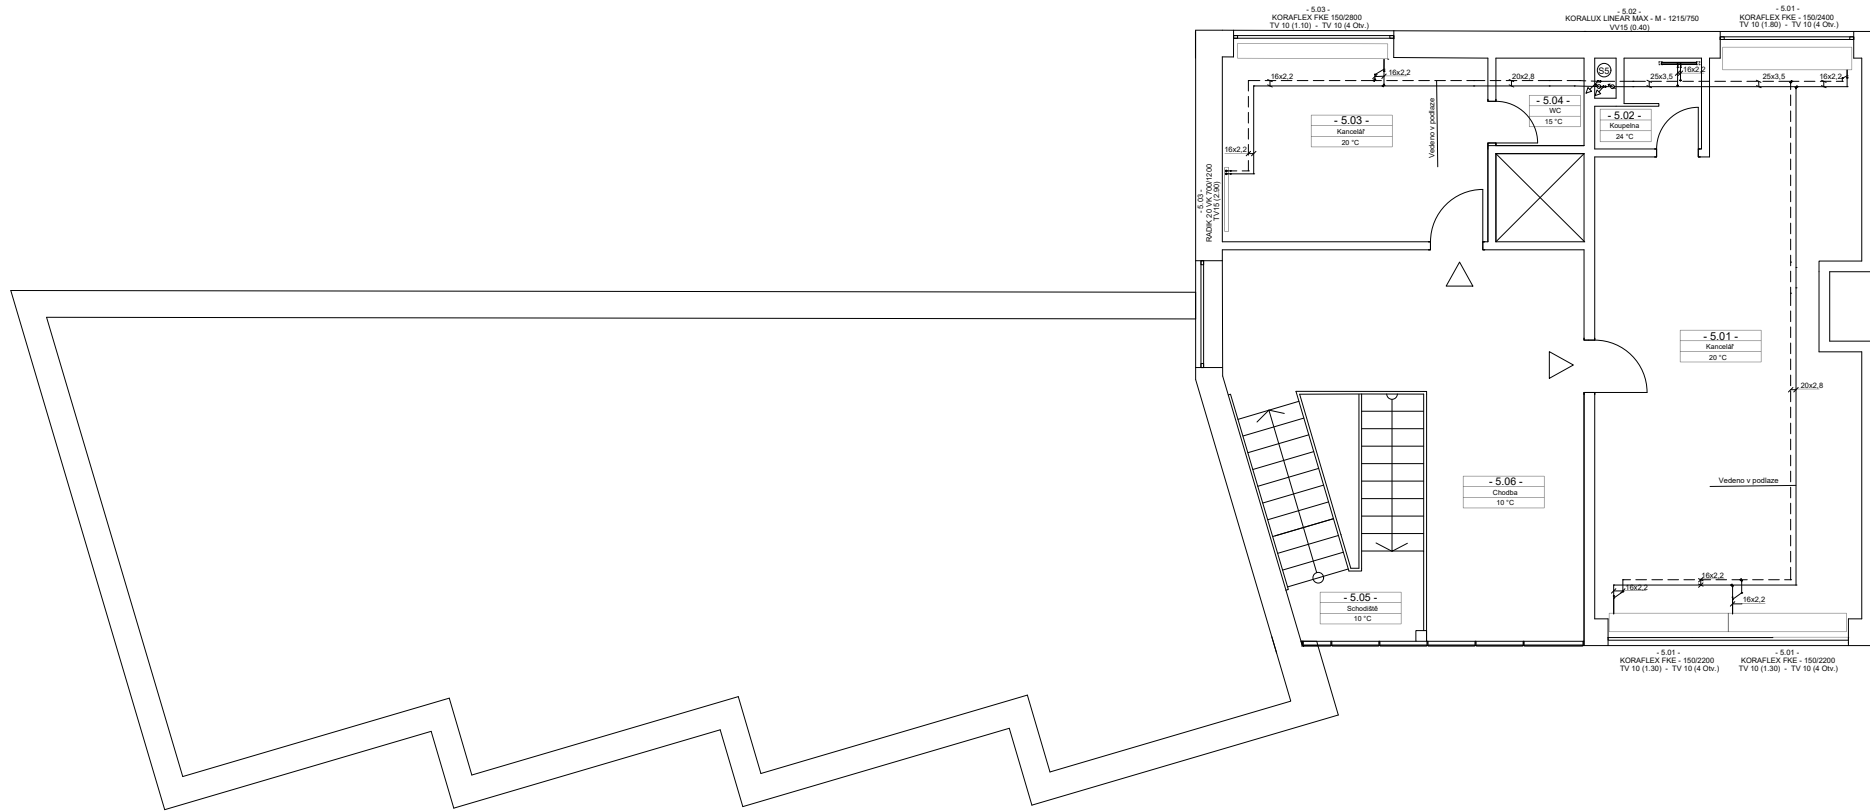 - 5.03 -
KORAFLEX FKE 150/2800
TV 10 (1.10) - TV 10 (4 Otv.)
- 5.02 -
KORALUX LINEAR MAX - M - 1215/750
VV15 (0.40)
- 5.01 -
KORAFLEX FKE - 150/2400
TV 10 (1.80) - TV 10 (4 Otv.)
16x2,2
16x2,2
20x2,8
S5
25x3,5
16x2,2
25x3,5
16x2,2
- 5.03 -
Kancelář
20 °C
Vedeno v podlaze
- 5.04 -
WC
15 °C
- 5.02 -
Koupelna
24 °C
16x2,2
- 5.03 -
RADIK 20 VK 700/1200
TV15 (2.90)
- 5.01 -
Kancelář
20 °C
20x2,8
- 5.06 -
Chodba
10 °C
Vedeno v podlaze
- 5.05 -
Schodiště
10 °C
16x2,2
16x2,2
16x2,2
- 5.01 -
KORAFLEX FKE - 150/2200
TV 10 (1.30) - TV 10 (4 Otv.)
- 5.01 -
KORAFLEX FKE - 150/2200
TV 10 (1.30) - TV 10 (4 Otv.)